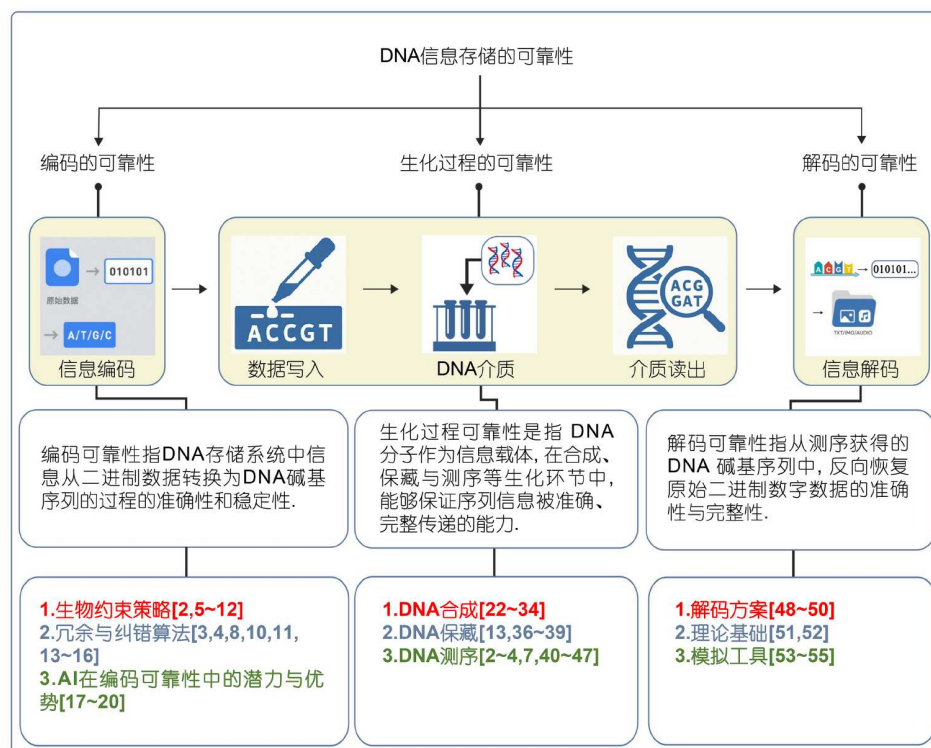 DNA信息存储的可靠性
编码的可靠性
生化过程的可靠性
解码的可靠性
010101
原始数据
A/T/G/C
信息编码
ACCGT
数据写入
DNA介质
ACG
GAT
介质读出
ACGT
010101...
TXT/IMG/AUDIO
信息解码
编码可靠性指DNA存储系统中信
息从二进制数据转换为DNA碱基
序列的过程的准确性和稳定性.
生化过程可靠性是指 DNA
分子作为信息载体, 在合成、
保藏与测序等生化环节中,
能够保证序列信息被准确、
完整传递的能力.
解码可靠性指从测序获得的
DNA 碱基序列中, 反向恢复
原始二进制数字数据的准确
性与完整性.
1.生物约束策略[2,5~12]
2.冗余与纠错算法[3,4,8,10,11,
13~16]
3.AI在编码可靠性中的潜力与优
势[17~20]
1.DNA合成[22~34]
2.DNA保藏[13,36~39]
3.DNA测序[2~4,7,40~47]
1.解码方案[48~50]
2.理论基础[51,52]
3.模拟工具[53~55]